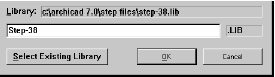 Library: c:\archicad 7.0\step files\step-38.lib
Step-38 .LIB
Select Existing Library OK Cancel